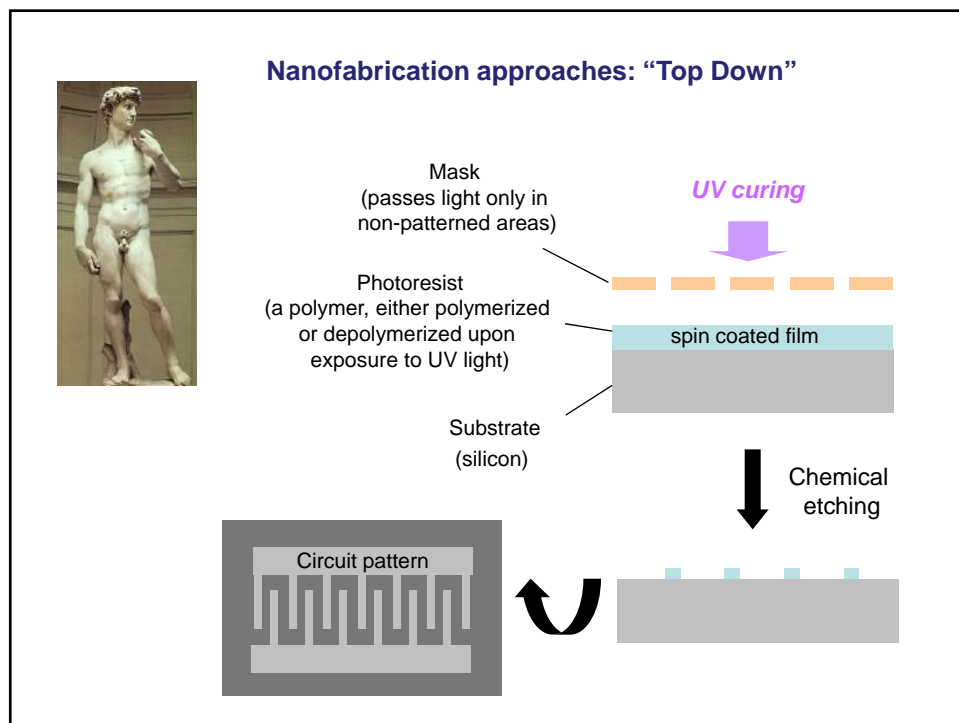 Nanofabrication approaches: “Top Down”
Mask
(passes light only in
non-patterned areas)
UV curing
Photoresist
(a polymer, either polymerized
or depolymerized upon
exposure to UV light)
spin coated film
Substrate
(silicon)
Chemical
etching
Circuit pattern